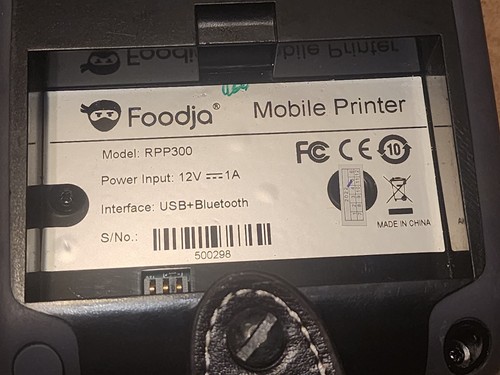 Foodja® Mobile Printer
Model: RPP300
Power Input: 12V ⎓ 1A
Interface: USB+Bluetooth
S/No.:
500298
FC CE 10
MADE IN CHINA